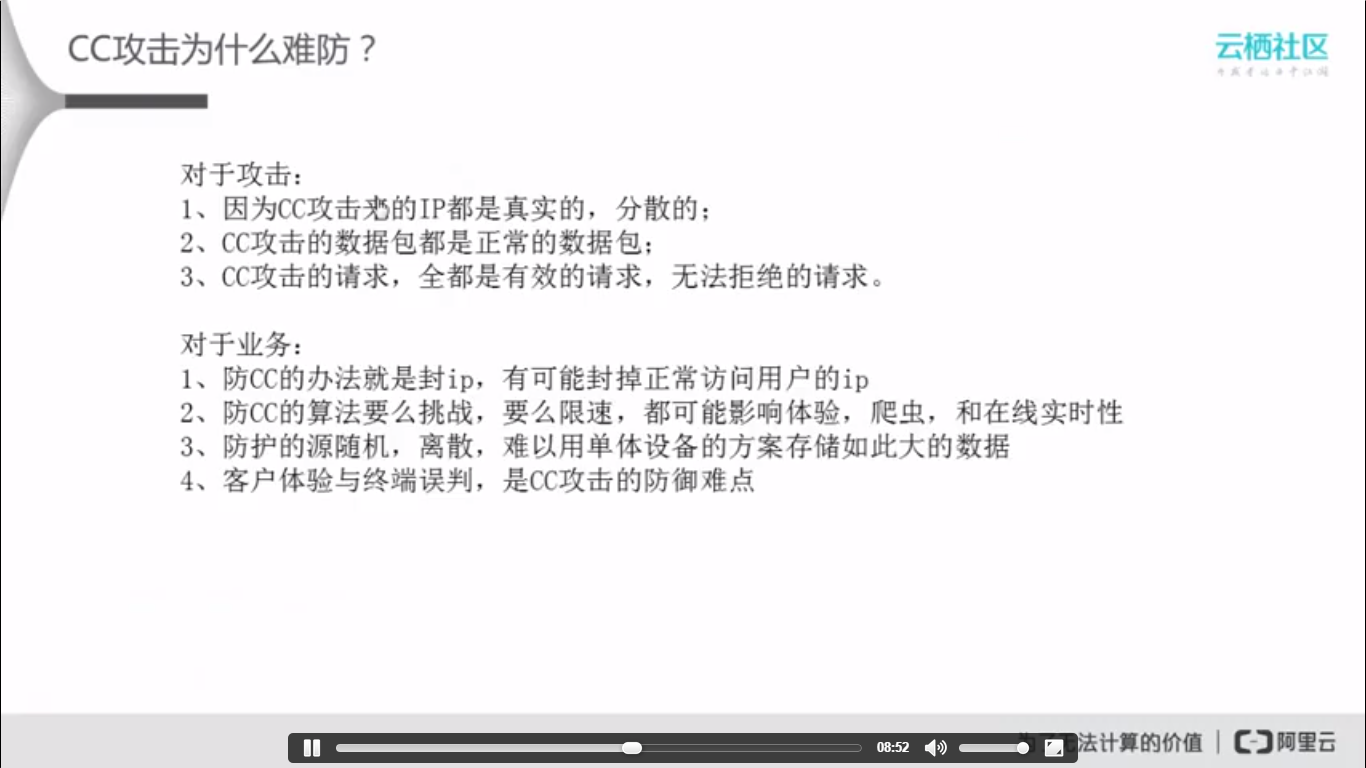 CC攻击为什么难防？
云栖社区
对于攻击：
1、因为CC攻击来的IP都是真实的，分散的；
2、CC攻击的数据包都是正常的数据包；
3、CC攻击的请求，全都是有效的请求，无法拒绝的请求。
对于业务：
1、防CC的办法就是封ip，有可能封掉正常访问用户的ip
2、防CC的算法要么挑战，要么限速，都可能影响体验，爬虫，和在线实时性
3、防护的源随机，离散，难以用单体设备的方案存储如此大的数据
4、客户体验与终端误判，是CC攻击的防御难点
08:52
为了无法计算的价值 | 阿里云